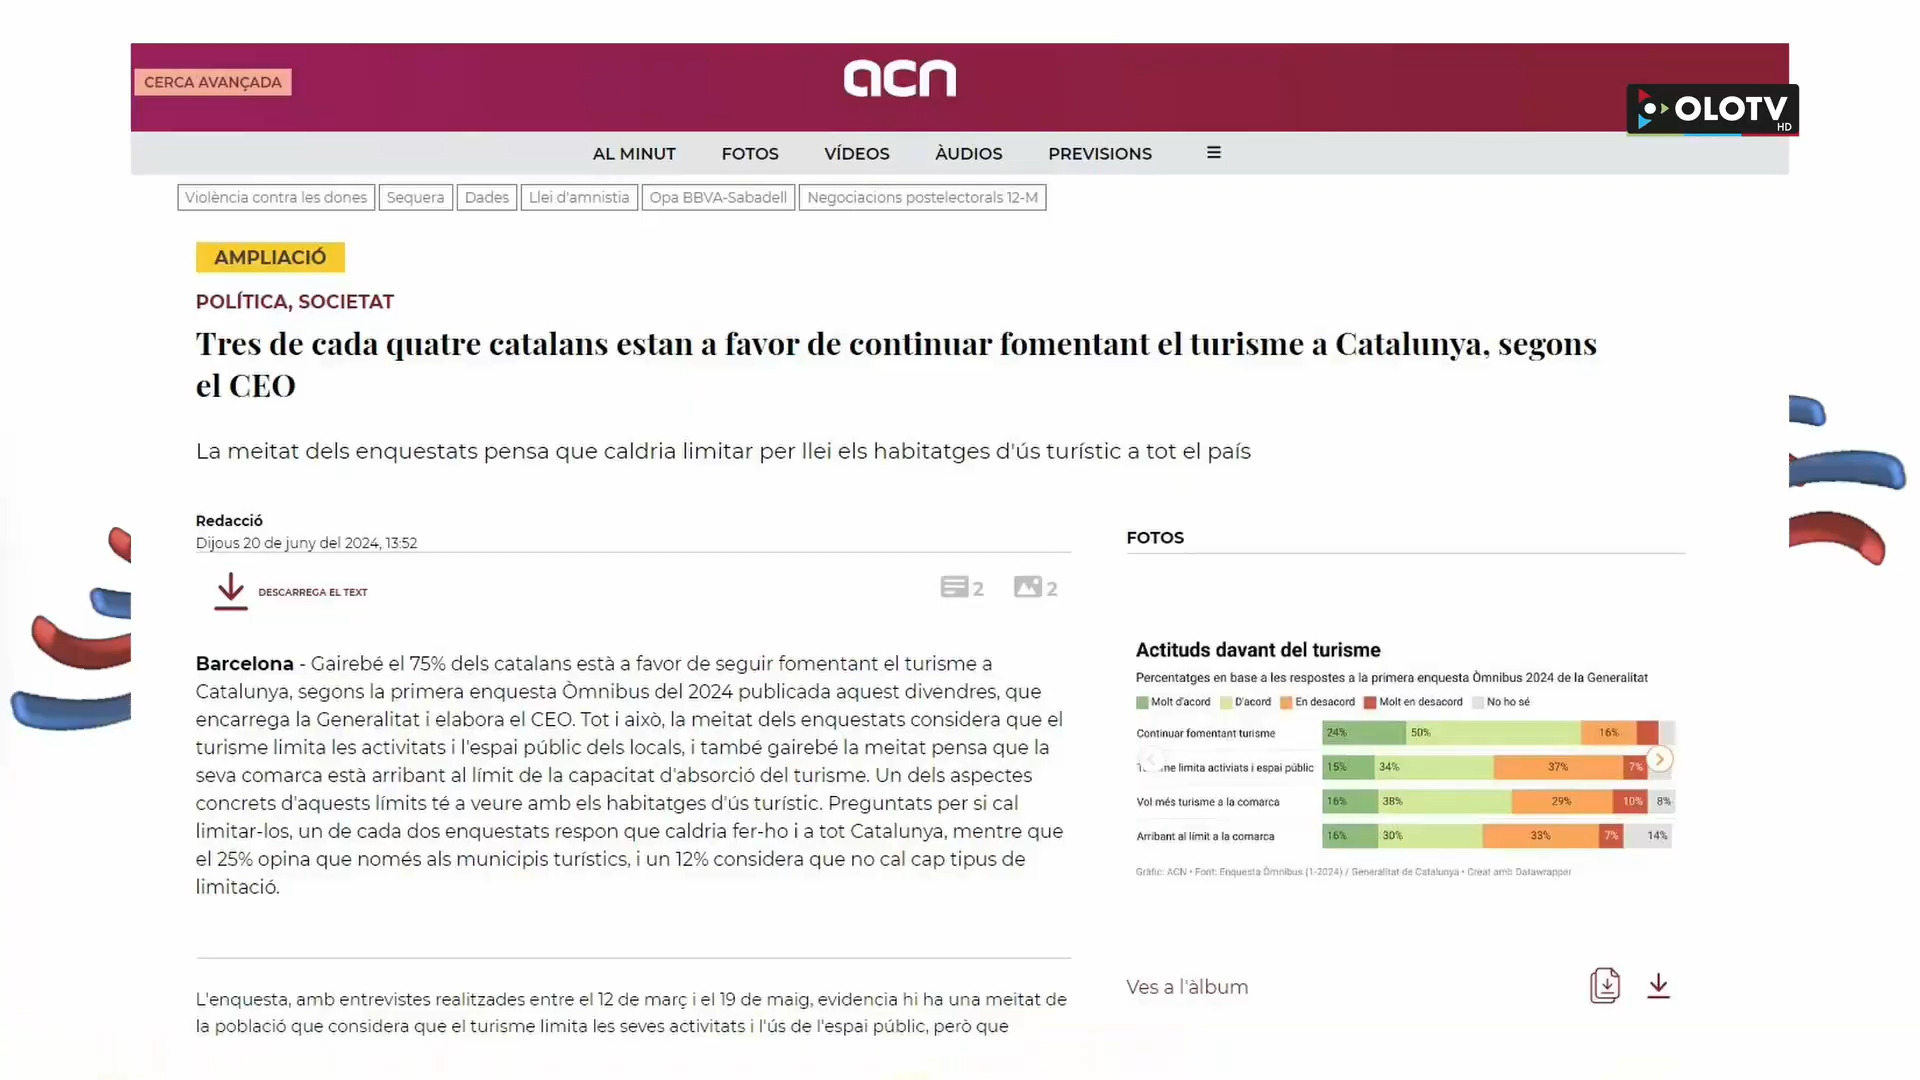 CERCA AVANÇADA
acn
OLOTV
HD
AL MINUT FOTOS VÍDEOS ÀUDIOS PREVISIONS
Violència contra les dones Sequera Dades Llei d'amnistia Opa BBVA-Sabadell Negociacions postelectorals 12-M
AMPLIACIÓ
POLÍTICA, SOCIETAT
Tres de cada quatre catalans estan a favor de continuar fomentant el turisme a Catalunya, segons
el CEO
La meitat dels enquestats pensa que caldria limitar per llei els habitatges d'ús turístic a tot el país
Redacció
Dijous 20 de juny del 2024, 13:52
DESCARREGA EL TEXT
2 2
Barcelona - Gairebé el 75% dels catalans està a favor de seguir fomentant el turisme a
Catalunya, segons la primera enquesta Òmnibus del 2024 publicada aquest divendres, que
encarrega la Generalitat i elabora el CEO. Tot i això, la meitat dels enquestats considera que el
turisme limita les activitats i l'espai públic dels locals, i també gairebé la meitat pensa que la
seva comarca està arribant al límit de la capacitat d'absorció del turisme. Un dels aspectes
concrets d'aquests límits té a veure amb els habitatges d'ús turístic. Preguntats per si cal
limitar-los, un de cada dos enquestats respon que caldria fer-ho i a tot Catalunya, mentre que
el 25% opina que només als municipis turístics, i un 12% considera que no cal cap tipus de
limitació.
L'enquesta, amb entrevistes realitzades entre el 12 de març i el 19 de maig, evidencia hi ha una meitat de
la població que considera que el turisme limita les seves activitats i l'ús de l'espai públic, però que
FOTOS
Actituds davant del turisme
Percentatges en base a les respostes a la primera enquesta Òmnibus 2024 de la Generalitat
Molt d'acord D'acord En desacord Molt en desacord No ho sé
Continuar fomentant turisme 24% 50% 16%
limita activiats i espai públic 15% 34% 37% 7%
Vol més turisme a la comarca 16% 38% 29% 10% 8%
Arribant al límit a la comarca 16% 30% 33% 7% 14%
Gràfic: ACN • Font: Enquesta Òmnibus (1-2024) / Generalitat de Catalunya • Creat amb Datawrapper
Ves a l'àlbum